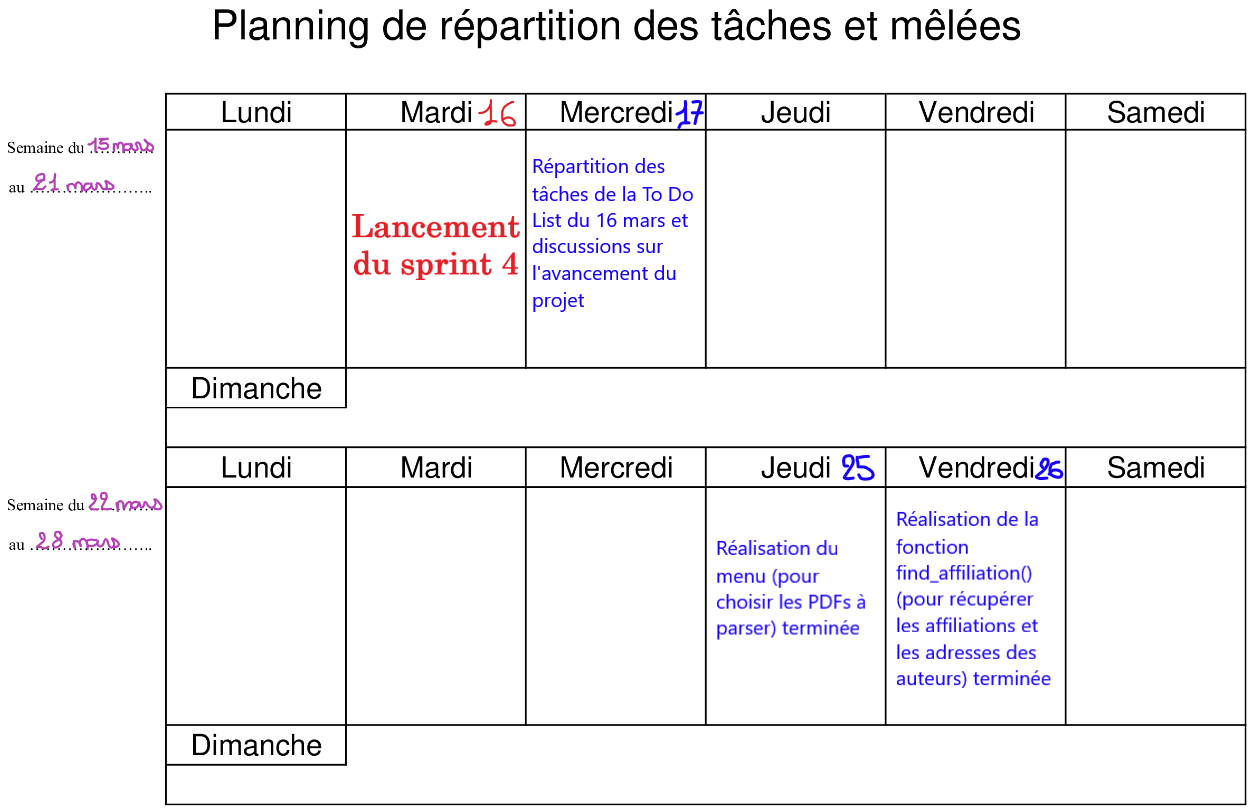 Planning de répartition des tâches et mêlées
Lundi Mardi 16 Mercredi 17 Jeudi Vendredi Samedi
Semaine du 15 mars
au 21 mars
Lancement
du sprint 4
Répartition des
tâches de la To Do
List du 16 mars et
discussions sur
l'avancement du
projet
Dimanche
Lundi Mardi Mercredi Jeudi 25 Vendredi 26 Samedi
Semaine du 22 mars
au 28 mars
Réalisation du
menu (pour
choisir les PDFs à
parser) terminée
Réalisation de la
fonction
find_affiliation()
(pour récupérer
les affiliations et
les adresses des
auteurs) terminée
Dimanche